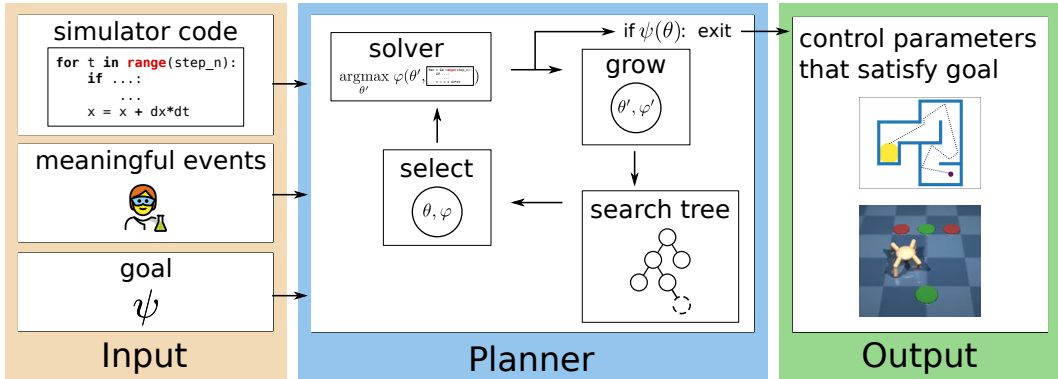 simulator code
for t in range(step_n):
if ...:
...
x = x + dx*dt
meaningful events
goal
ψ
Input
solver
argmax φ(θ′,
θ′
)
select
θ, φ
if ψ(θ): exit
grow
θ′, φ′
search tree
Planner
control parameters
that satisfy goal
Output